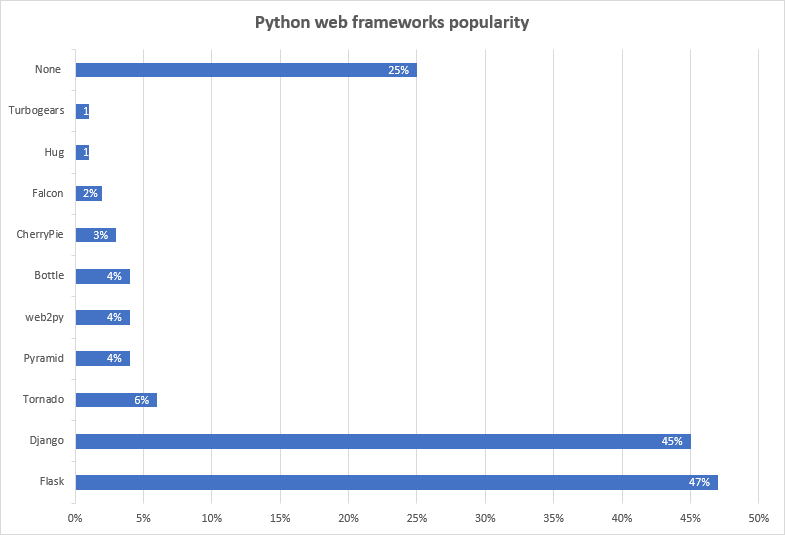 Python web frameworks popularity
None 25%
Turbogears 1
Hug 1
Falcon 2%
CherryPie 3%
Bottle 4%
web2py 4%
Pyramid 4%
Tornado 6%
Django 45%
Flask 47%
0% 5% 10% 15% 20% 25% 30% 35% 40% 45% 50%